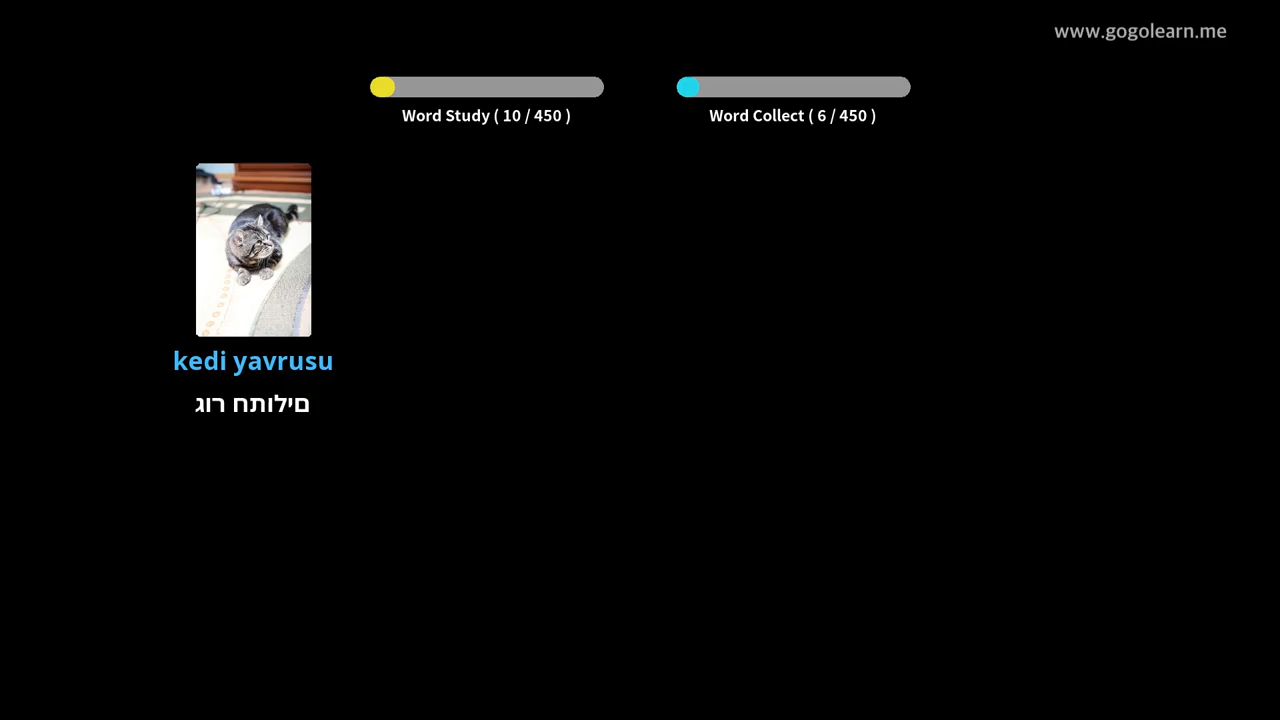 www.gogolearn.me
Word Study ( 10 / 450 )
Word Collect ( 6 / 450 )
kedi yavrusu
םילותח רוג